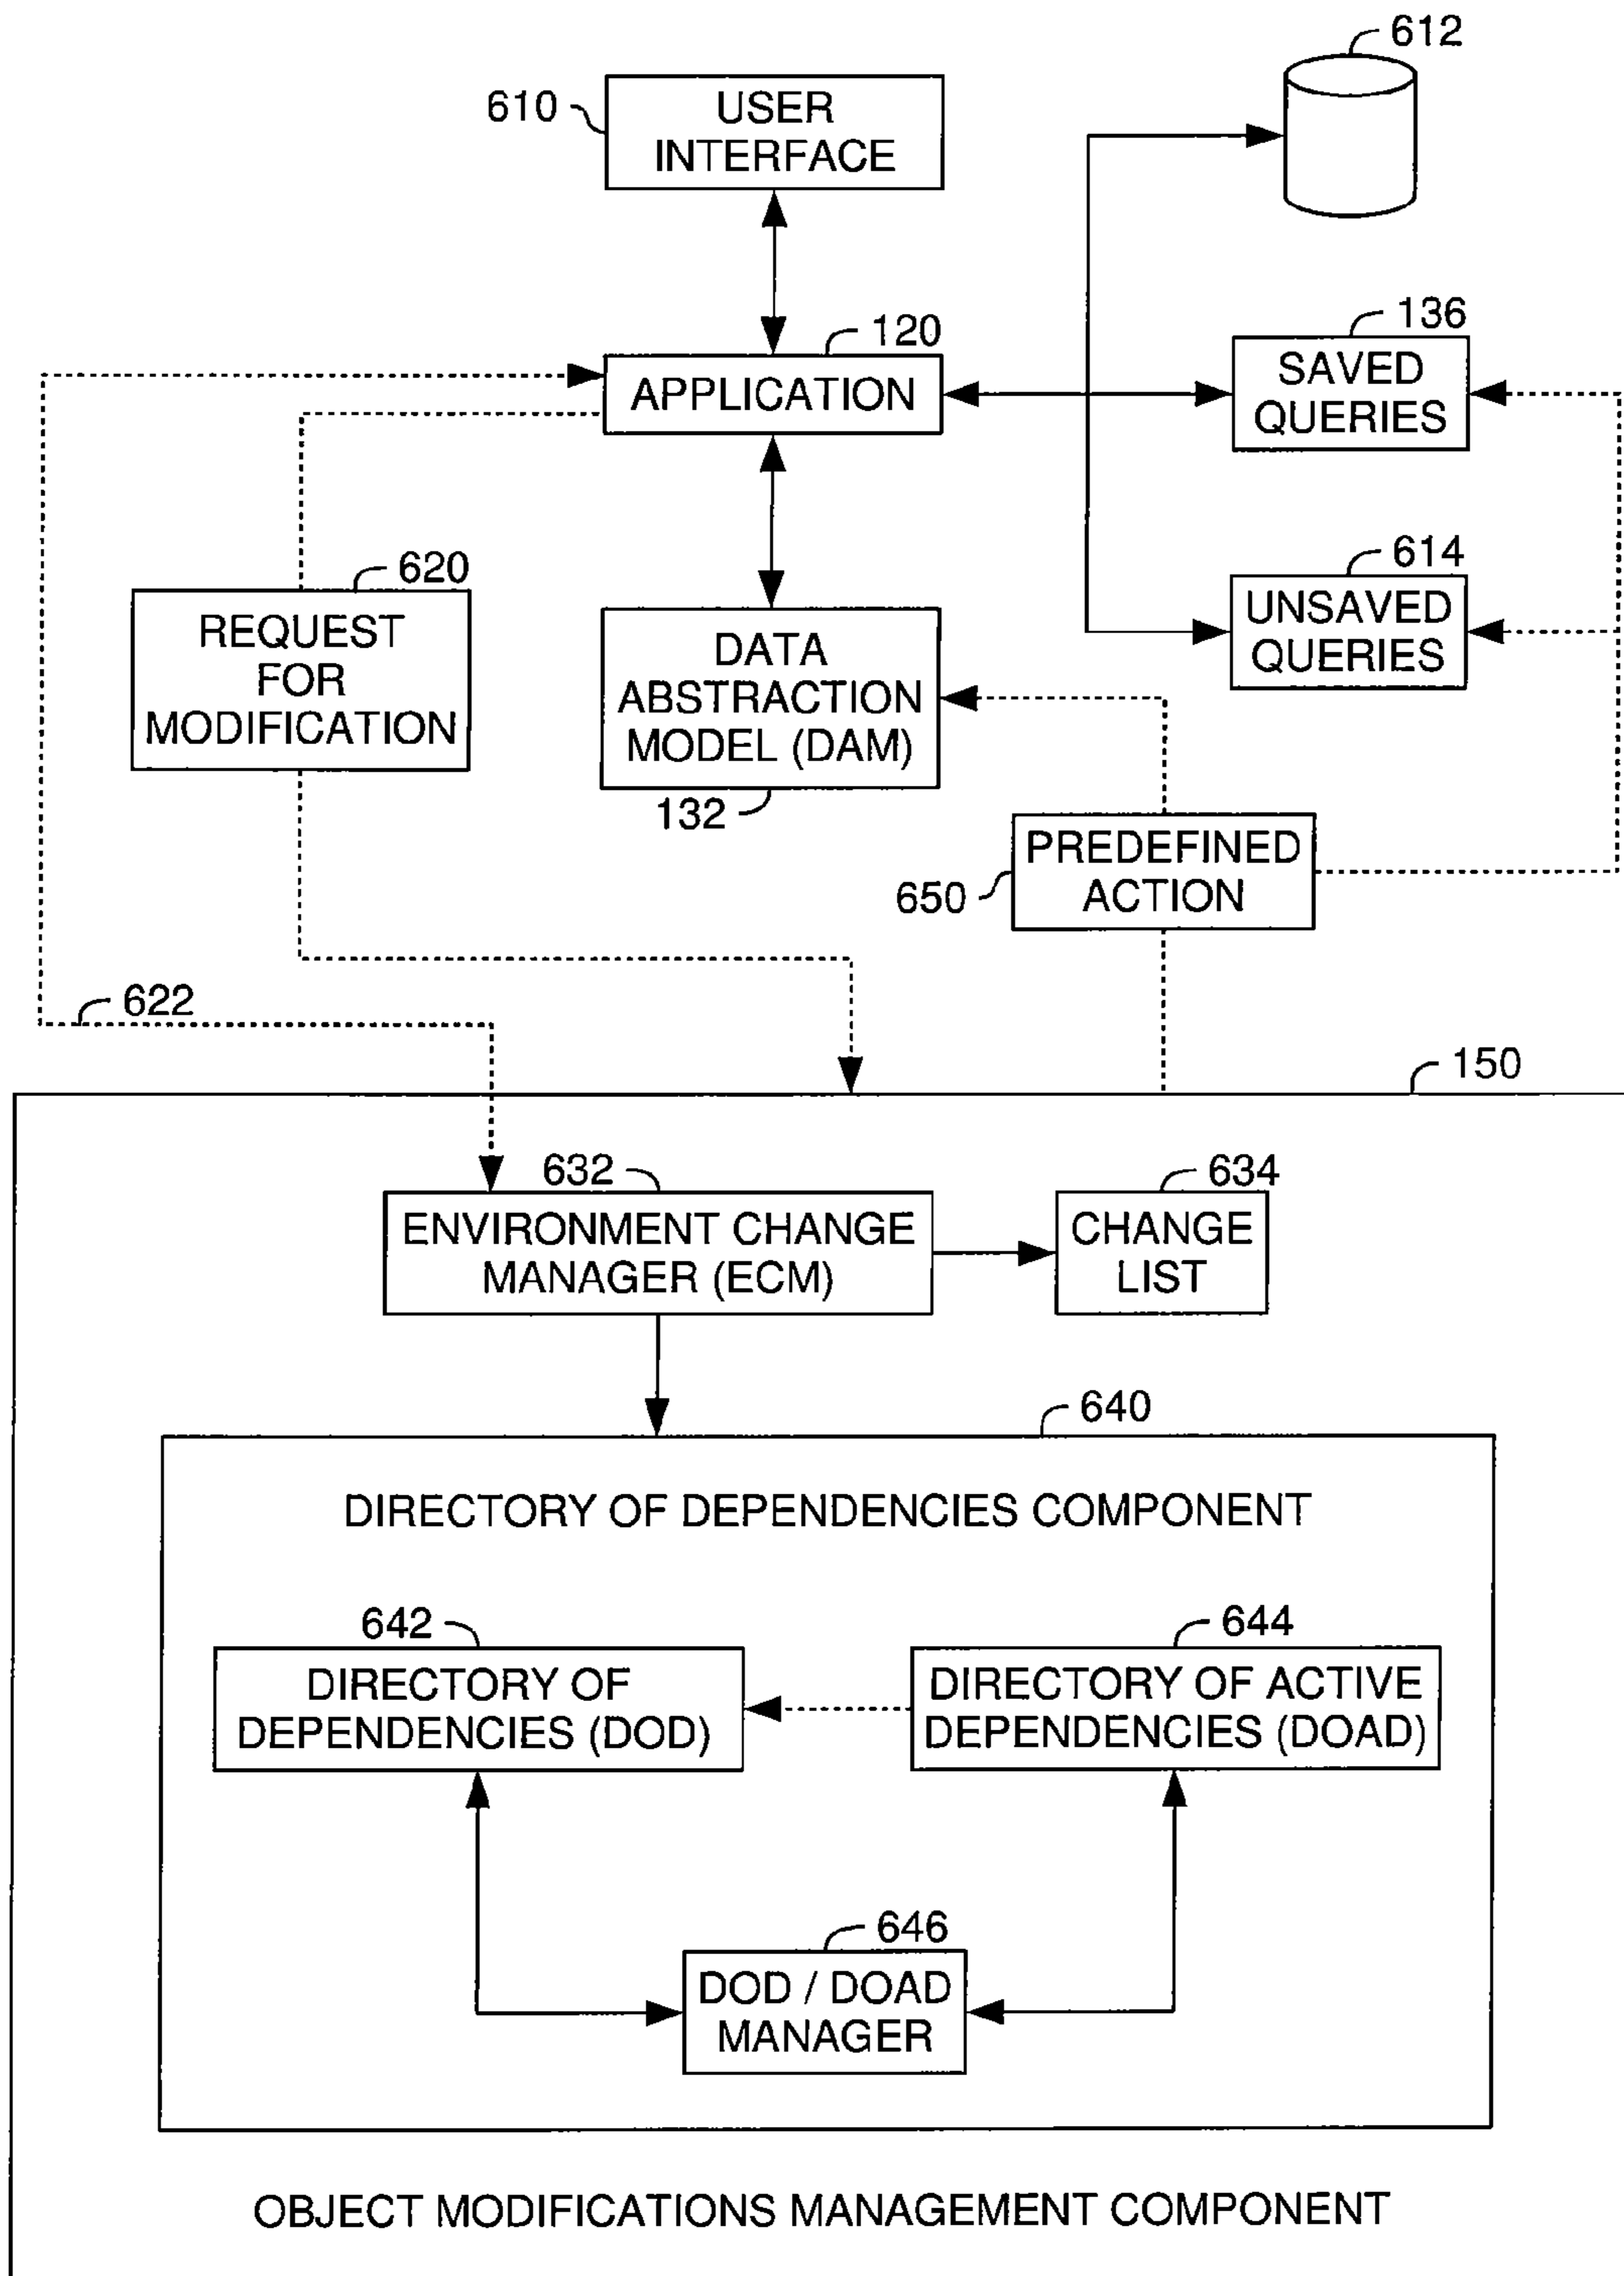 612
610
USER
INTERFACE
120
APPLICATION
136
SAVED
QUERIES
620
REQUEST
FOR
MODIFICATION
614
UNSAVED
QUERIES
DATA
ABSTRACTION
MODEL (DAM)
132
PREDEFINED
ACTION
650
622
150
632
ENVIRONMENT CHANGE
MANAGER (ECM)
634
CHANGE
LIST
640
DIRECTORY OF DEPENDENCIES COMPONENT
642
DIRECTORY OF
DEPENDENCIES (DOD)
644
DIRECTORY OF ACTIVE
DEPENDENCIES (DOAD)
646
DOD / DOAD
MANAGER
OBJECT MODIFICATIONS MANAGEMENT COMPONENT